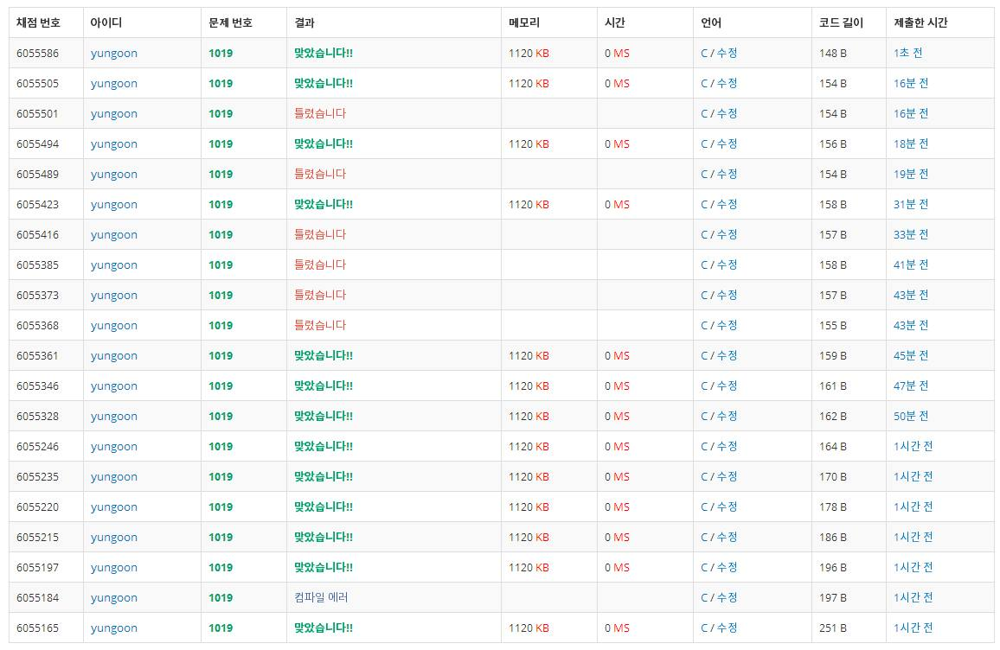 채점 번호 아이디 문제 번호 결과 메모리 시간 언어 코드 길이 제출한 시간
6055586 yungoon 1019 맞았습니다!! 1120 KB 0 MS C / 수정 148 B 1초 전
6055505 yungoon 1019 맞았습니다!! 1120 KB 0 MS C / 수정 154 B 16분 전
6055501 yungoon 1019 틀렸습니다 C / 수정 154 B 16분 전
6055494 yungoon 1019 맞았습니다!! 1120 KB 0 MS C / 수정 156 B 18분 전
6055489 yungoon 1019 틀렸습니다 C / 수정 154 B 19분 전
6055423 yungoon 1019 맞았습니다!! 1120 KB 0 MS C / 수정 158 B 31분 전
6055416 yungoon 1019 틀렸습니다 C / 수정 157 B 33분 전
6055385 yungoon 1019 틀렸습니다 C / 수정 158 B 41분 전
6055373 yungoon 1019 틀렸습니다 C / 수정 157 B 43분 전
6055368 yungoon 1019 틀렸습니다 C / 수정 155 B 43분 전
6055361 yungoon 1019 맞았습니다!! 1120 KB 0 MS C / 수정 159 B 45분 전
6055346 yungoon 1019 맞았습니다!! 1120 KB 0 MS C / 수정 161 B 47분 전
6055328 yungoon 1019 맞았습니다!! 1120 KB 0 MS C / 수정 162 B 50분 전
6055246 yungoon 1019 맞았습니다!! 1120 KB 0 MS C / 수정 164 B 1시간 전
6055235 yungoon 1019 맞았습니다!! 1120 KB 0 MS C / 수정 170 B 1시간 전
6055220 yungoon 1019 맞았습니다!! 1120 KB 0 MS C / 수정 178 B 1시간 전
6055215 yungoon 1019 맞았습니다!! 1120 KB 0 MS C / 수정 186 B 1시간 전
6055197 yungoon 1019 맞았습니다!! 1120 KB 0 MS C / 수정 196 B 1시간 전
6055184 yungoon 1019 컴파일 에러 C / 수정 197 B 1시간 전
6055165 yungoon 1019 맞았습니다!! 1120 KB 0 MS C / 수정 251 B 1시간 전